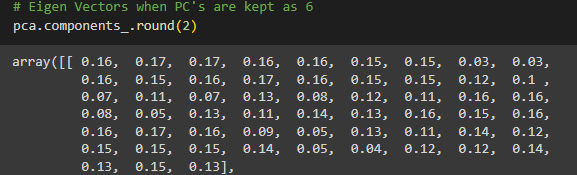 # Eigen Vectors when PC's are kept as 6
pca.components_.round(2)
array([[ 0.16, 0.17, 0.17, 0.16, 0.16, 0.15, 0.15, 0.03, 0.03,
0.16, 0.15, 0.16, 0.17, 0.16, 0.15, 0.15, 0.12, 0.1 ,
0.07, 0.11, 0.07, 0.13, 0.08, 0.12, 0.11, 0.16, 0.16,
0.08, 0.05, 0.13, 0.11, 0.14, 0.13, 0.16, 0.15, 0.16,
0.16, 0.17, 0.16, 0.09, 0.05, 0.13, 0.11, 0.14, 0.12,
0.15, 0.15, 0.15, 0.14, 0.05, 0.04, 0.12, 0.12, 0.14,
0.13, 0.15, 0.13],